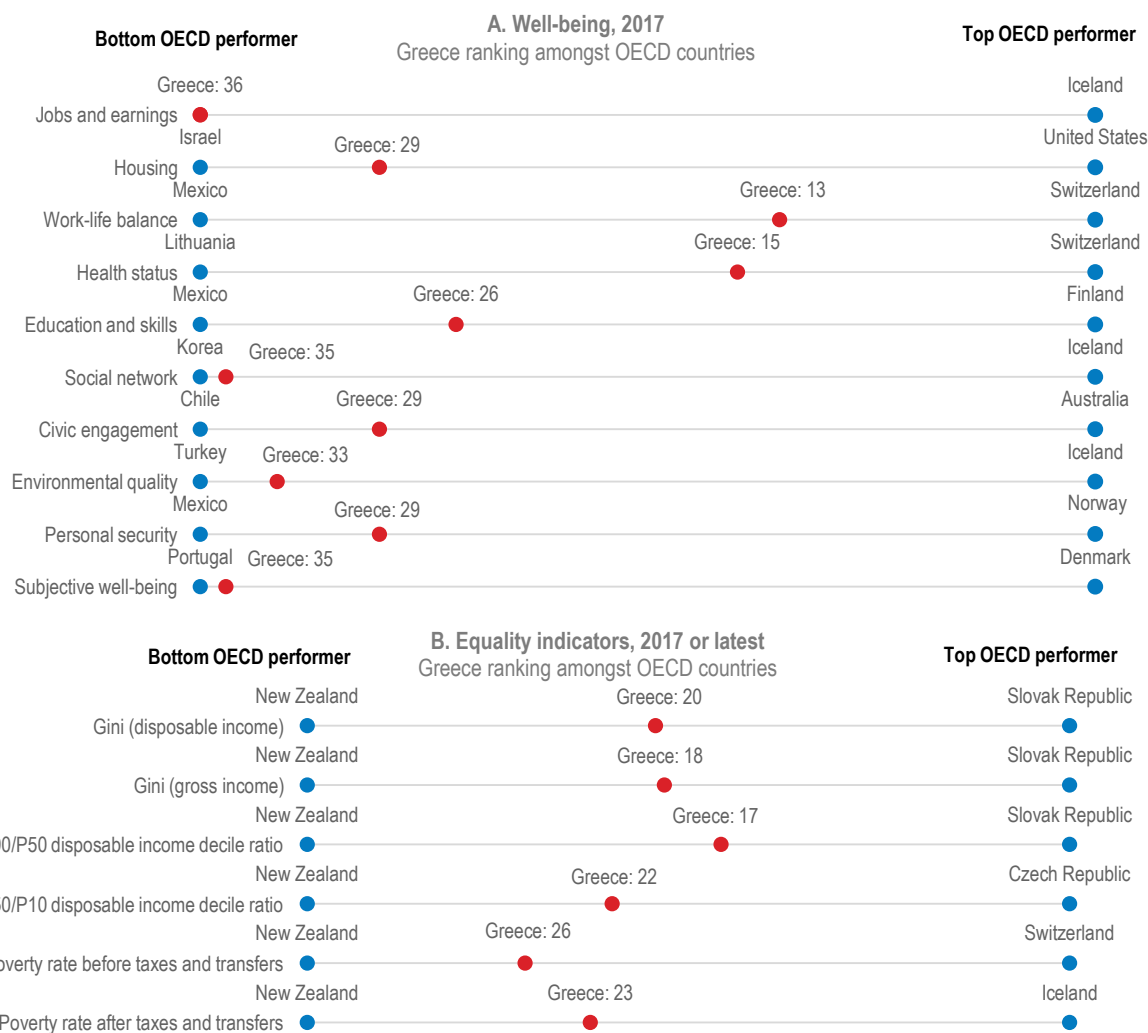 A. Well-being, 2017
Bottom OECD performer
Top OECD performer
Greece ranking amongst OECD countries
Greece: 36
Iceland
Jobs and earnings
Israel
Greece: 29
United States
Housing
Mexico
Greece: 13
Switzerland
Work-life balance
Lithuania
Greece: 15
Switzerland
Health status
Mexico
Greece: 26
Finland
Education and skills
Korea
Greece: 35
Iceland
Social network
Chile
Greece: 29
Australia
Civic engagement
Turkey
Greece: 33
Iceland
Environmental quality
Mexico
Greece: 29
Norway
Personal security
Portugal
Greece: 35
Denmark
Subjective well-being
B. Equality indicators, 2017 or latest
Bottom OECD performer
Top OECD performer
Greece ranking amongst OECD countries
New Zealand
Greece: 20
Slovak Republic
Gini (disposable income)
New Zealand
Greece: 18
Slovak Republic
Gini (gross income)
New Zealand
Greece: 17
Slovak Republic
0/P50 disposable income decile ratio
New Zealand
Greece: 22
Czech Republic
0/P10 disposable income decile ratio
New Zealand
Greece: 26
Switzerland
overty rate before taxes and transfers
New Zealand
Greece: 23
Iceland
Poverty rate after taxes and transfers